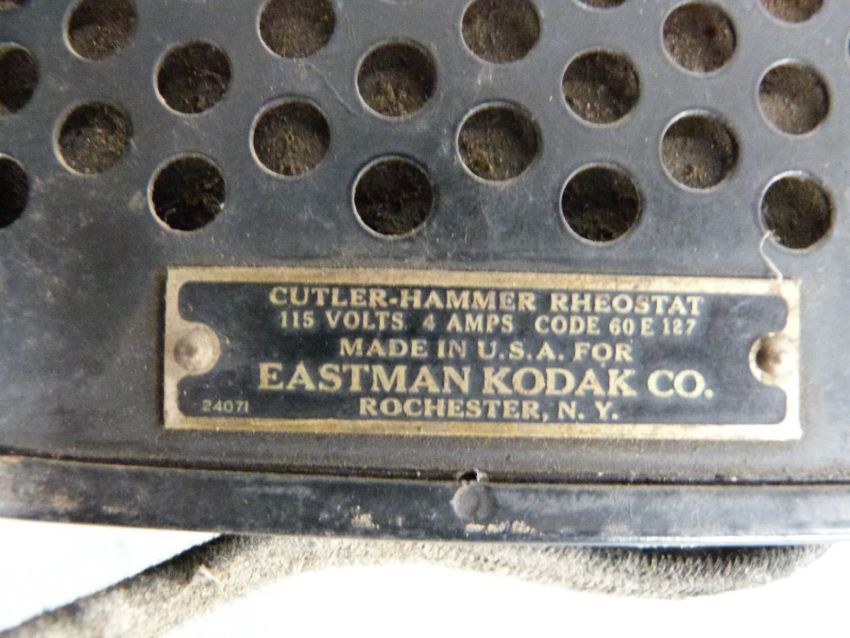 CUTLER-HAMMER RHEOSTAT
115 VOLTS. 4 AMPS. CODE 60 E 127
MADE IN U.S.A. FOR
EASTMAN KODAK CO.
24071 ROCHESTER, N. Y.